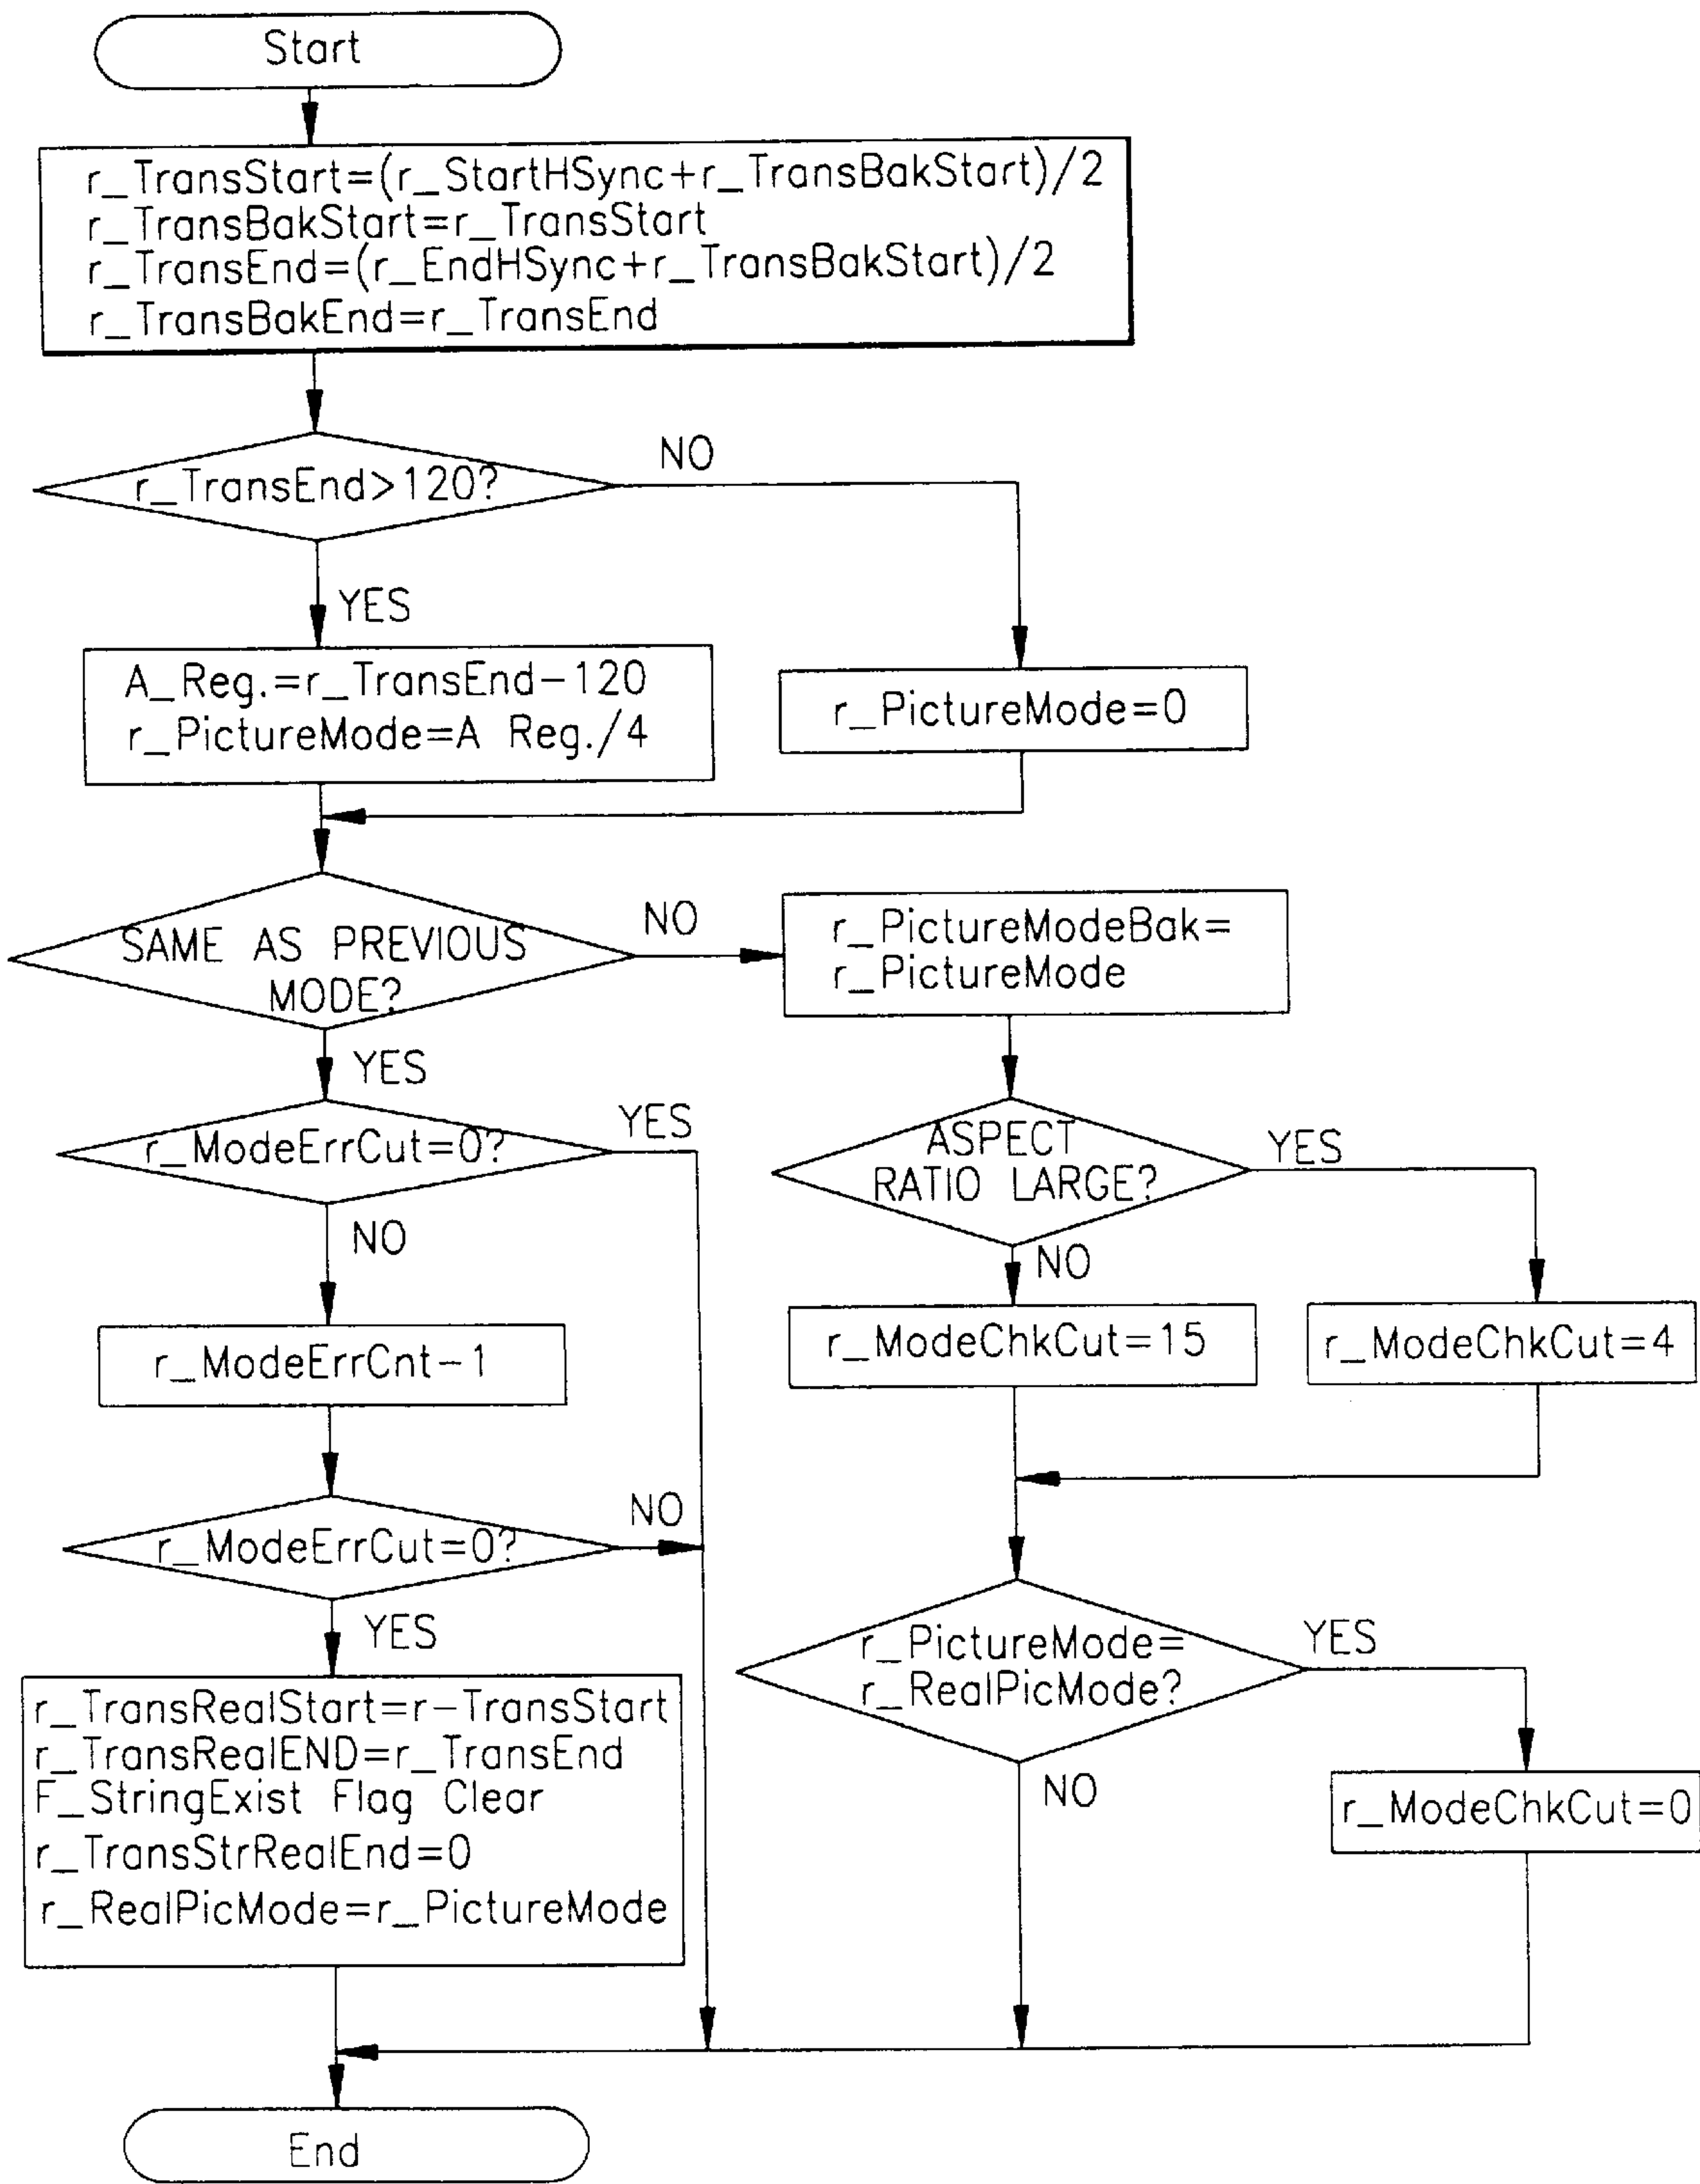 Start
r_TransStart=(r_StartHSync+r_TransBakStart)/2
r_TransBakStart=r_TransStart
r_TransEnd=(r_EndHSync+r_TransBakStart)/2
r_TransBakEnd=r_TransEnd
r_TransEnd>120?
NO
YES
A_Reg.=r_TransEnd-120
r_PictureMode=A Reg./4
r_PictureMode=0
SAME AS PREVIOUS
MODE?
NO
r_PictureModeBak=
r_PictureMode
YES
r_ModeErrCut=0?
YES
ASPECT
RATIO LARGE?
YES
NO
NO
r_ModeChkCut=15
r_ModeChkCut=4
r_ModeErrCnt-1
r_ModeErrCut=0?
NO
YES
r_PictureMode=
r_RealPicMode?
YES
NO
r_ModeChkCut=0
r_TransRealStart=r-TransStart
r_TransRealEND=r_TransEnd
F_StringExist Flag Clear
r_TransStrRealEnd=0
r_RealPicMode=r_PictureMode
End